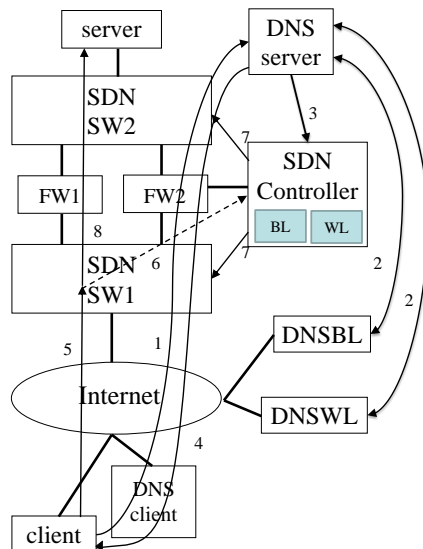 server
DNS
server
SDN
SW2
3
7
SDN
Controller
FW1
FW2
BL
WL
8
6
7
SDN
SW1
2
2
5
1
DNSBL
Internet
DNSWL
4
DNS
client
client